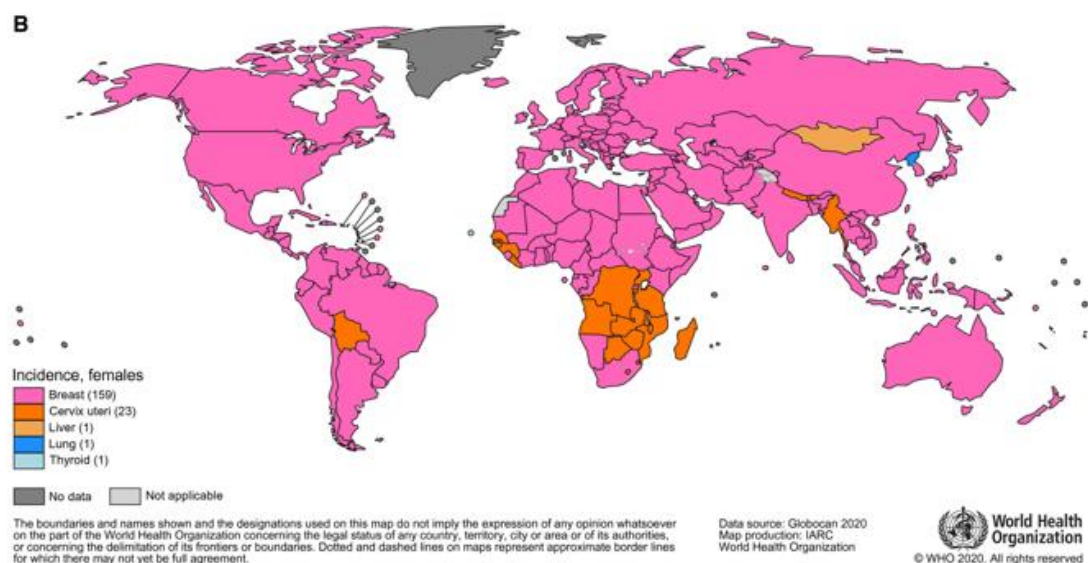 B
Incidence, females
Breast (159)
Cervix uteri (23)
Liver (1)
Lung (1)
Thyroid (1)
No data
Not applicable
The boundaries and names shown and the designations used on this map do not imply the expression of any opinion whatsoever
on the part of the World Health Organization concerning the legal status of any country, territory, city or area or of its authorities,
or concerning the delimitation of its frontiers or boundaries. Dotted and dashed lines on maps represent approximate border lines
for which there may not yet be full agreement.
Data source: Globocan 2020
Map production: IARC
World Health Organization
World Health
Organization
© WHO 2020. All rights reserved